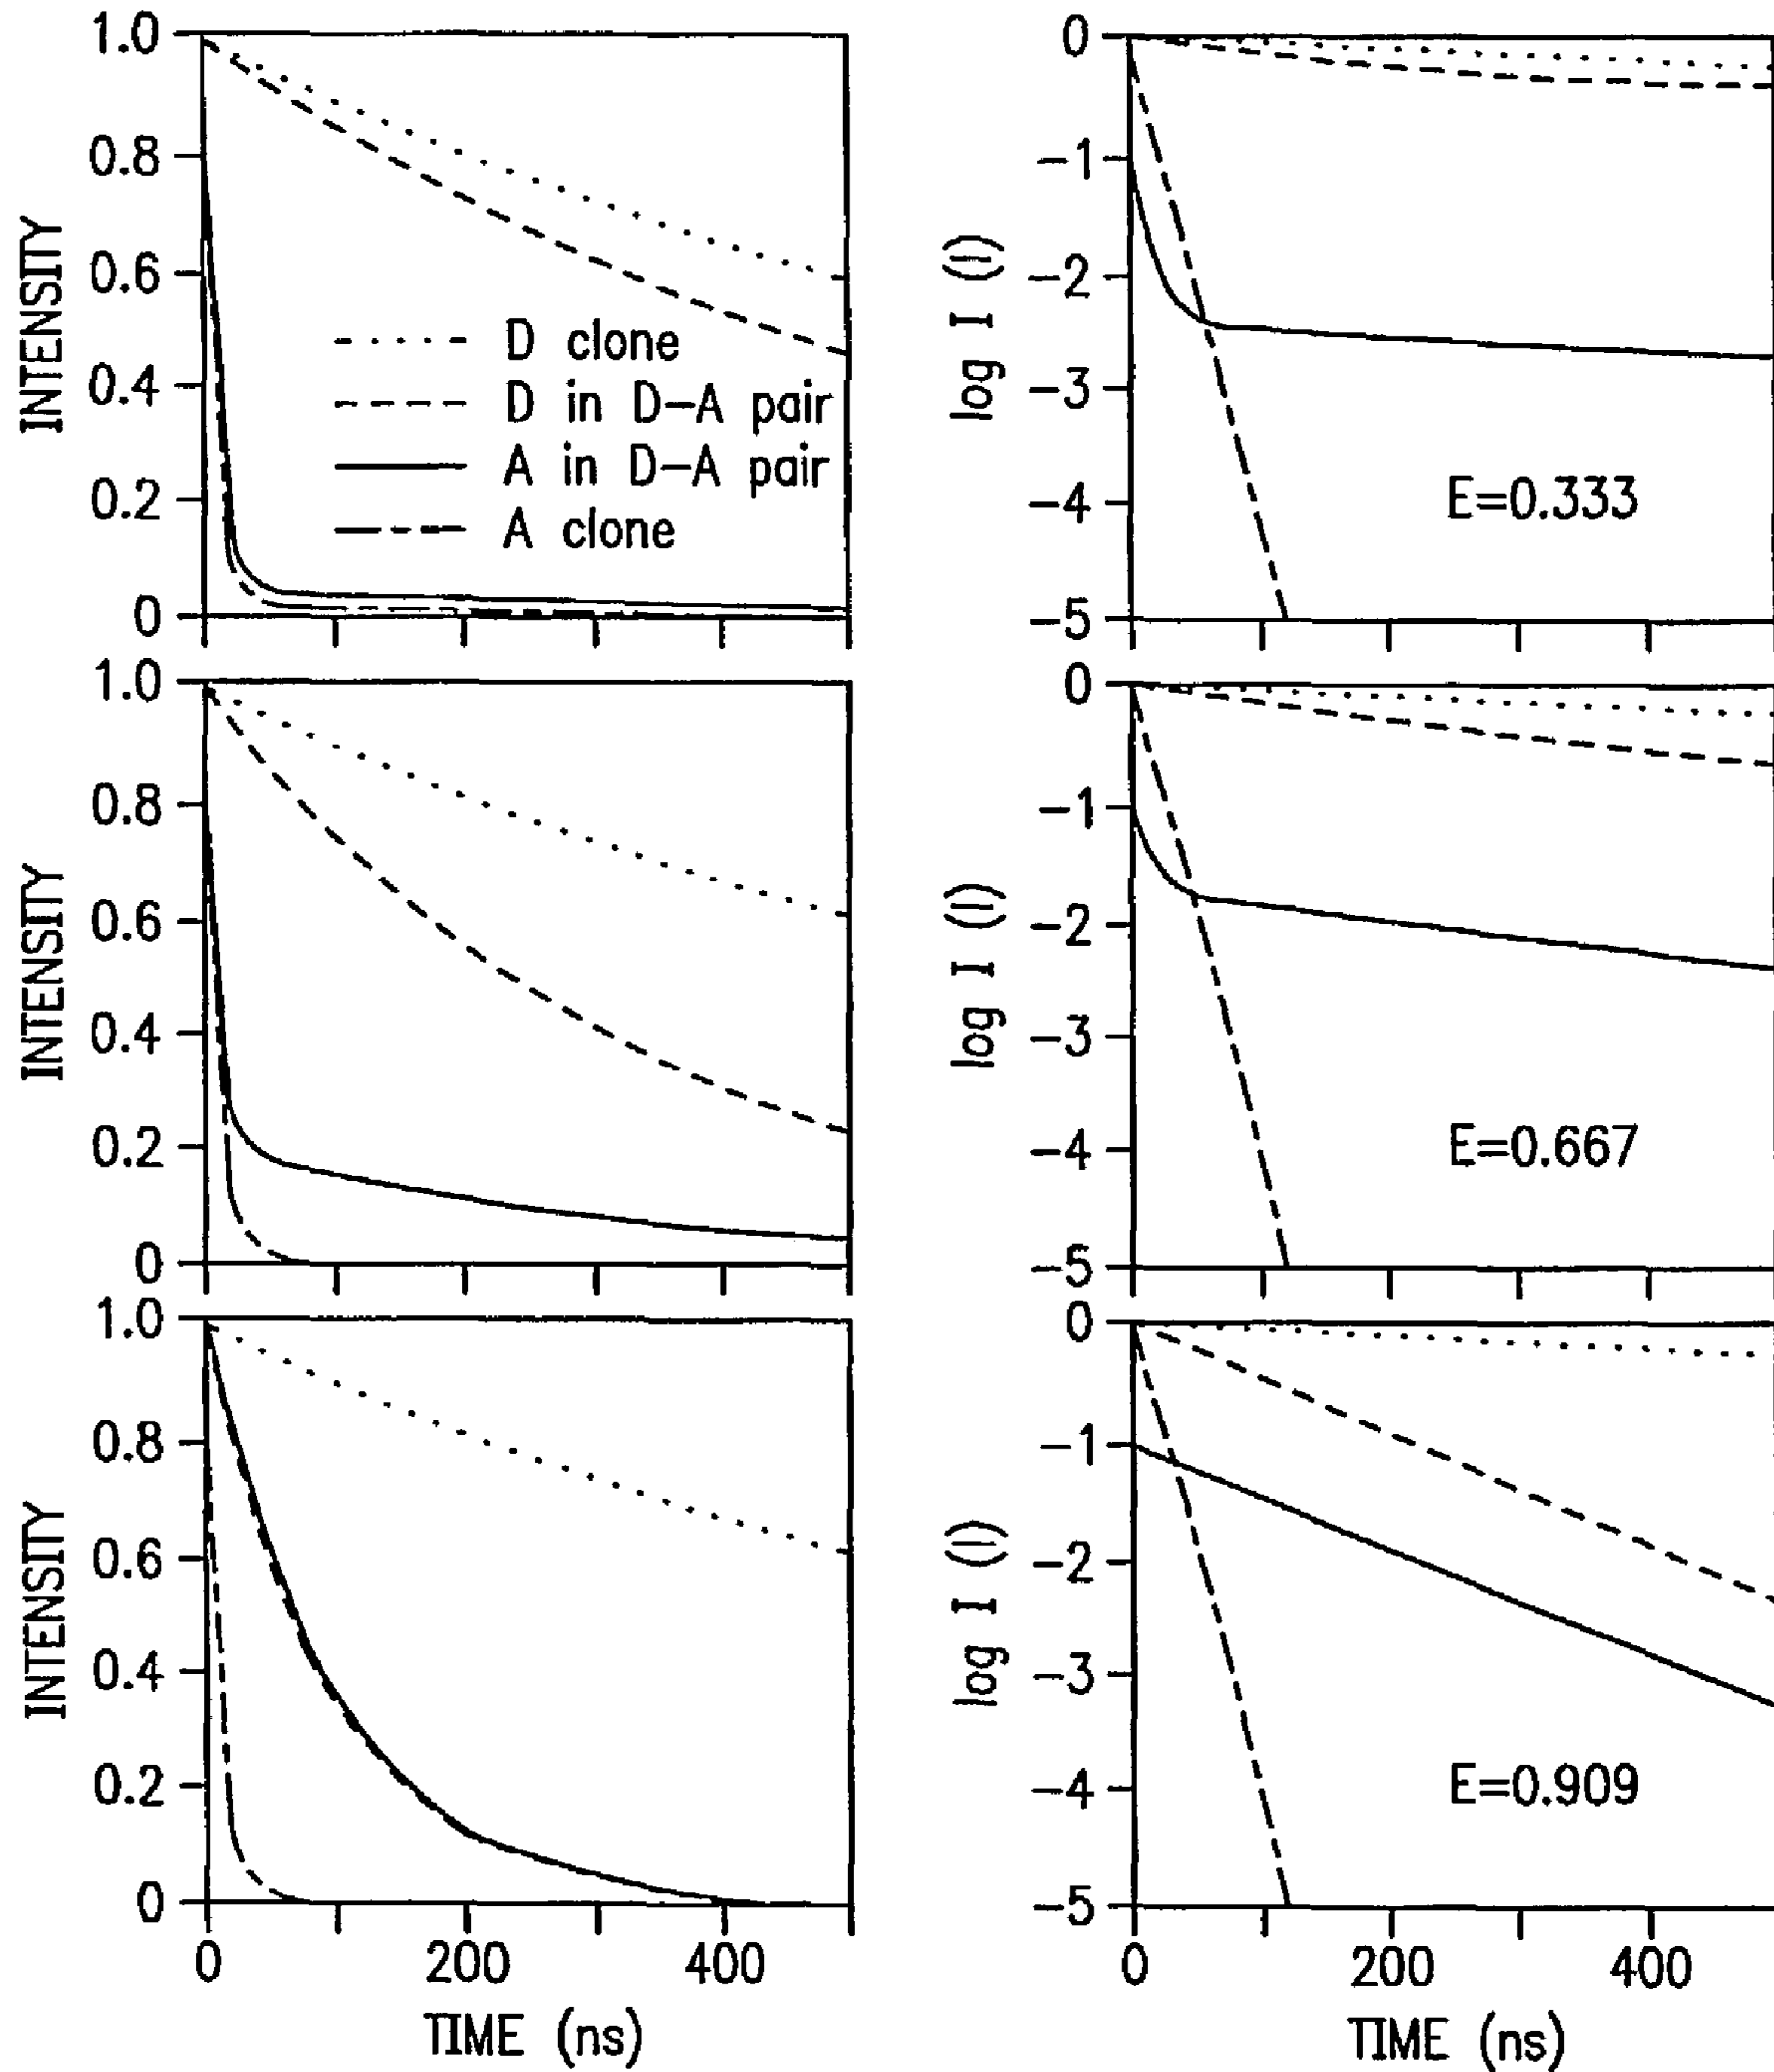 1.0
0.8
0.6
0.4
0.2
0
INTENSITY
D clone
D in D-A pair
A in D-A pair
A clone
0
-1
-2
-3
-4
-5
log I (I)
E=0.333
1.0
0.8
0.6
0.4
0.2
0
INTENSITY
0
-1
-2
-3
-4
-5
log I (I)
E=0.667
1.0
0.8
0.6
0.4
0.2
0
INTENSITY
0 200 400
TIME (ns)
0
-1
-2
-3
-4
-5
log I (I)
E=0.909
0 200 400
TIME (ns)